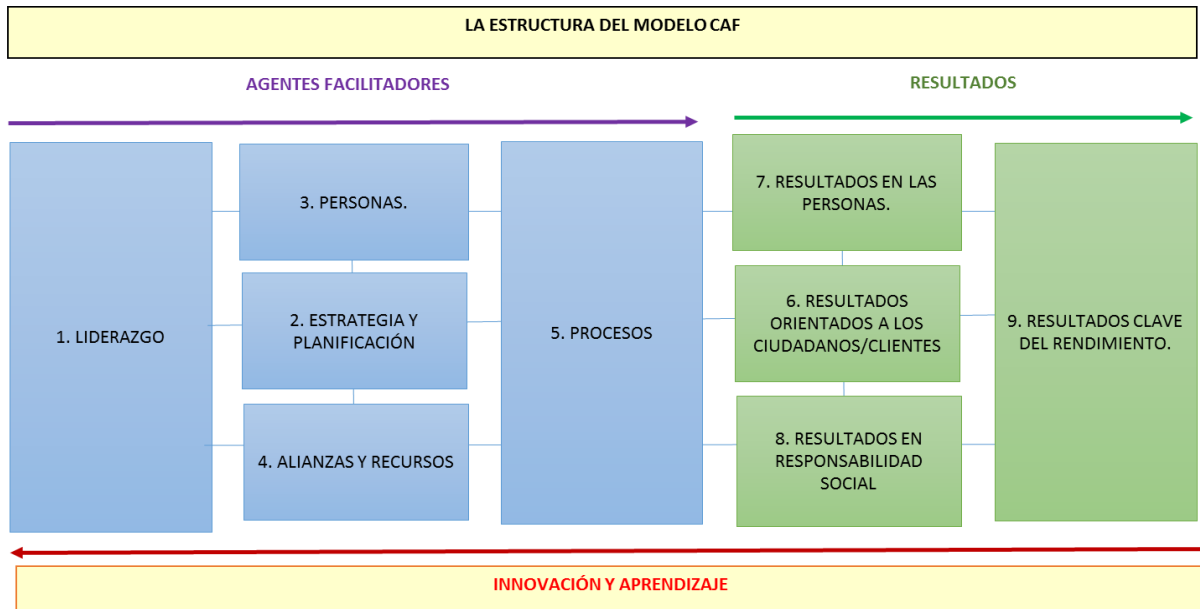 LA ESTRUCTURA DEL MODELO CAF
AGENTES FACILITADORES
RESULTADOS
1. LIDERAZGO
3. PERSONAS.
2. ESTRATEGIA Y
PLANIFICACIÓN
4. ALIANZAS Y RECURSOS
5. PROCESOS
7. RESULTADOS EN LAS
PERSONAS.
6. RESULTADOS
ORIENTADOS A LOS
CIUDADANOS/CLIENTES
8. RESULTADOS EN
RESPONSABILIDAD
SOCIAL
9. RESULTADOS CLAVE
DEL RENDIMIENTO.
INNOVACIÓN Y APRENDIZAJE